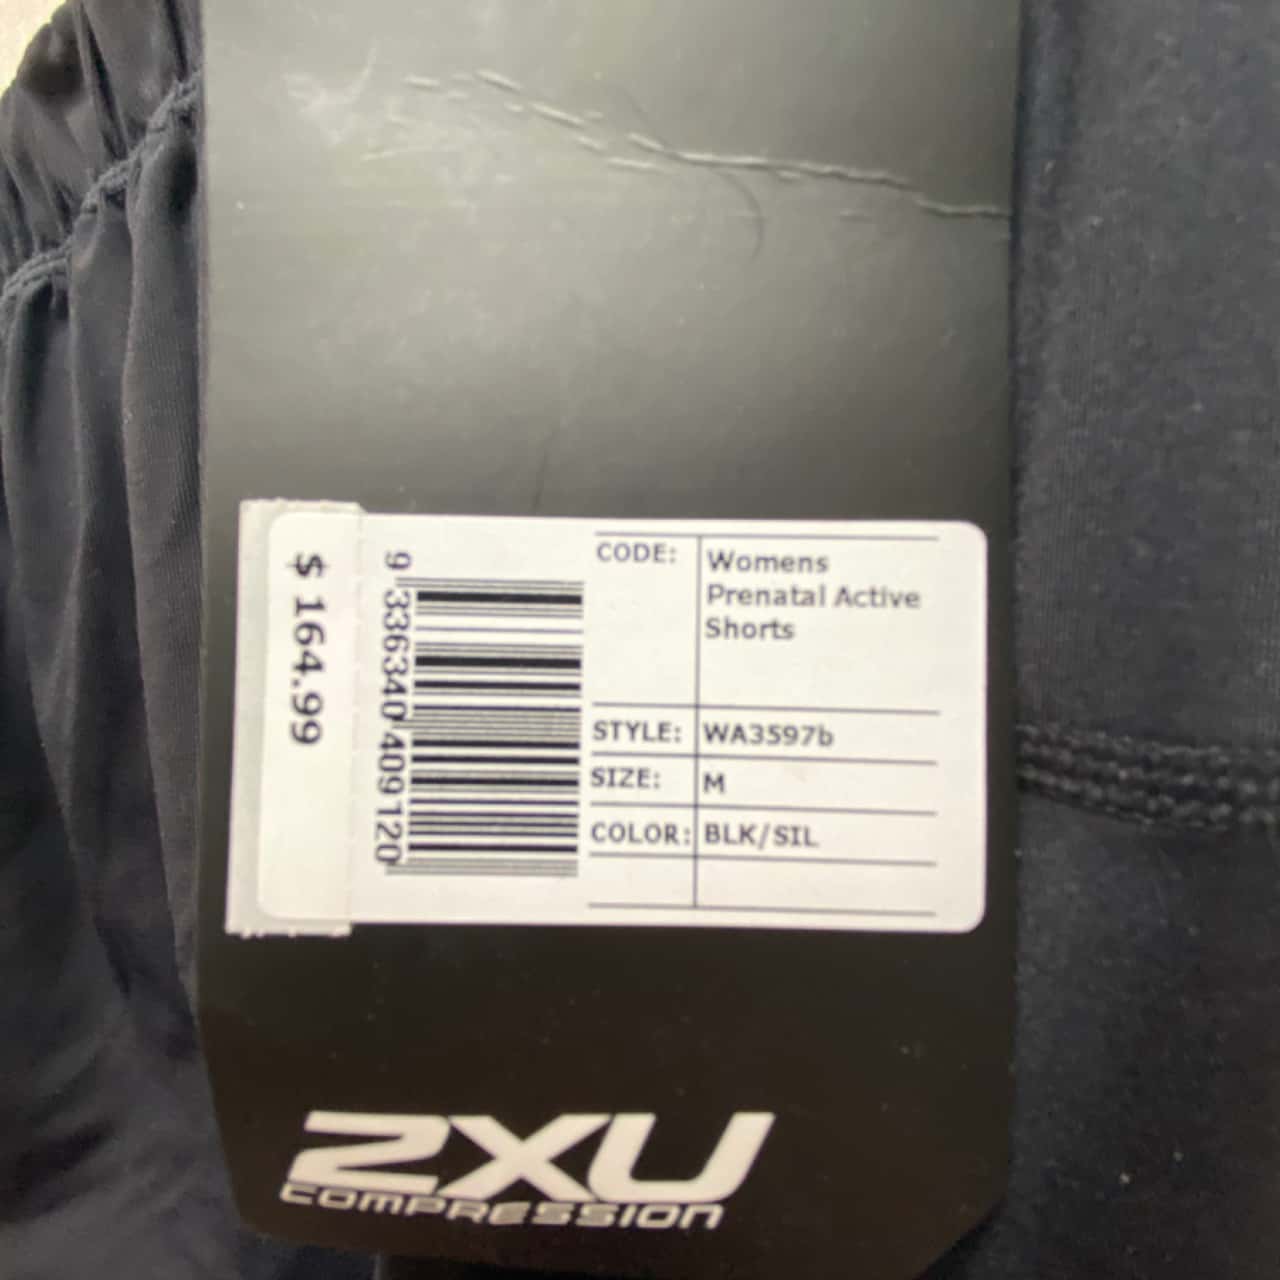 $ 164.99
9 336340 409120
CODE: Womens
Prenatal Active
Shorts
STYLE: WA3597b
SIZE: M
COLOR: BLK/SIL
2XU
COMPRESSION